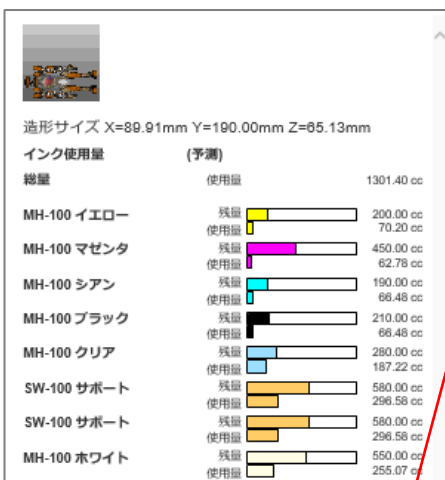 造形サイズ X=89.91mm Y=190.00mm Z=65.13mm
インク使用量 (予測)
総量 使用量 1301.40 cc
MH-100 イエロー 残量 200.00 cc
使用量 70.20 cc
MH-100 マゼンタ 残量 450.00 cc
使用量 62.78 cc
MH-100 シアン 残量 190.00 cc
使用量 66.48 cc
MH-100 ブラック 残量 210.00 cc
使用量 66.48 cc
MH-100 クリア 残量 280.00 cc
使用量 187.22 cc
SW-100 サポート 残量 580.00 cc
使用量 296.58 cc
SW-100 サポート 残量 580.00 cc
使用量 296.58 cc
MH-100 ホワイト 残量 550.00 cc
使用量 255.07 cc